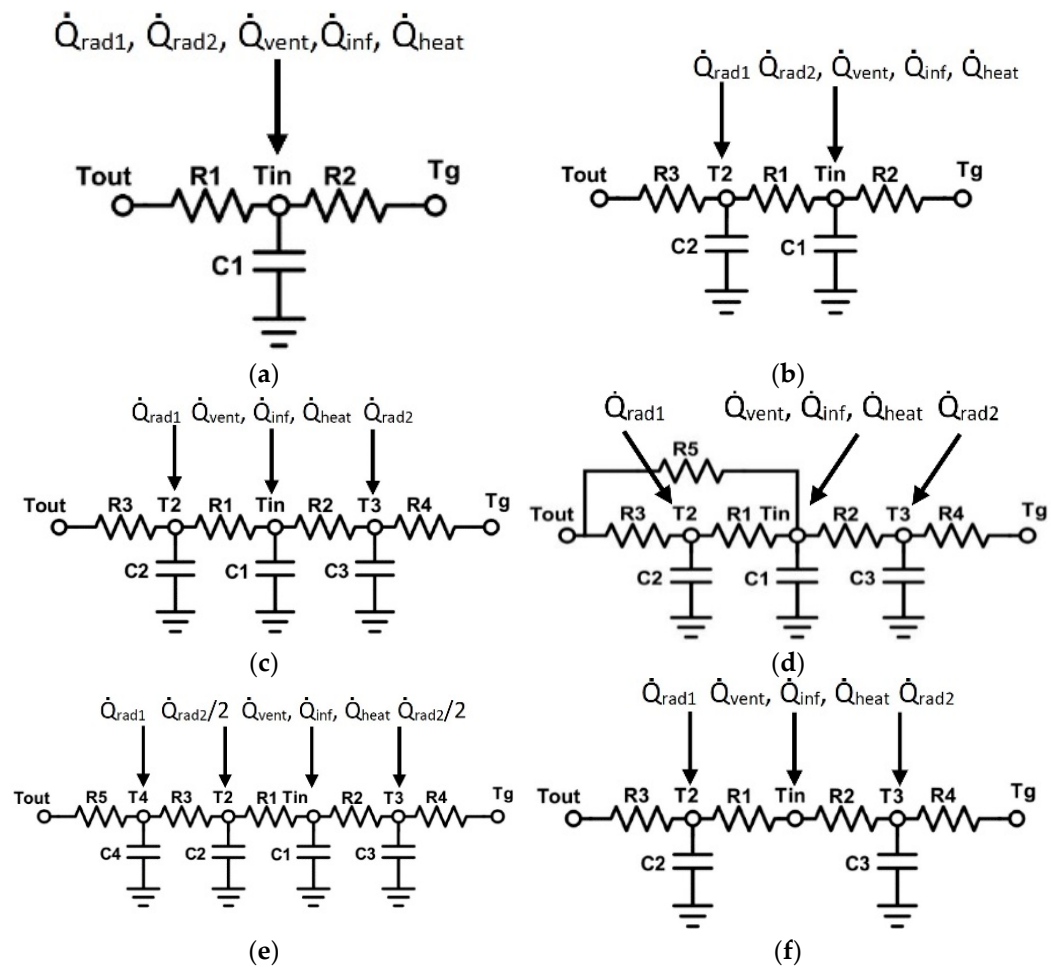 Q̇rad1, Q̇rad2, Q̇vent,Q̇inf, Q̇heat
Tout R1 Tin R2 Tg
C1
(a)
Q̇rad1 Q̇rad2, Q̇vent, Q̇inf, Q̇heat
Tout R3 T2 R1 Tin R2 Tg
C2 C1
(b)
Q̇rad1 Q̇vent, Q̇inf, Q̇heat Q̇rad2
Tout R3 T2 R1 Tin R2 T3 R4 Tg
C2 C1 C3
(c)
Q̇rad1 Q̇vent, Q̇inf, Q̇heat Q̇rad2
R5
Tout R3 T2 R1 Tin R2 T3 R4 Tg
C2 C1 C3
(d)
Q̇rad1 Q̇rad2/2 Q̇vent, Q̇inf, Q̇heat Q̇rad2/2
Tout R5 T4 R3 T2 R1 Tin R2 T3 R4 Tg
C4 C2 C1 C3
(e)
Q̇rad1 Q̇vent, Q̇inf, Q̇heat Q̇rad2
Tout R3 T2 R1 Tin R2 T3 R4 Tg
C2 C3
(f)